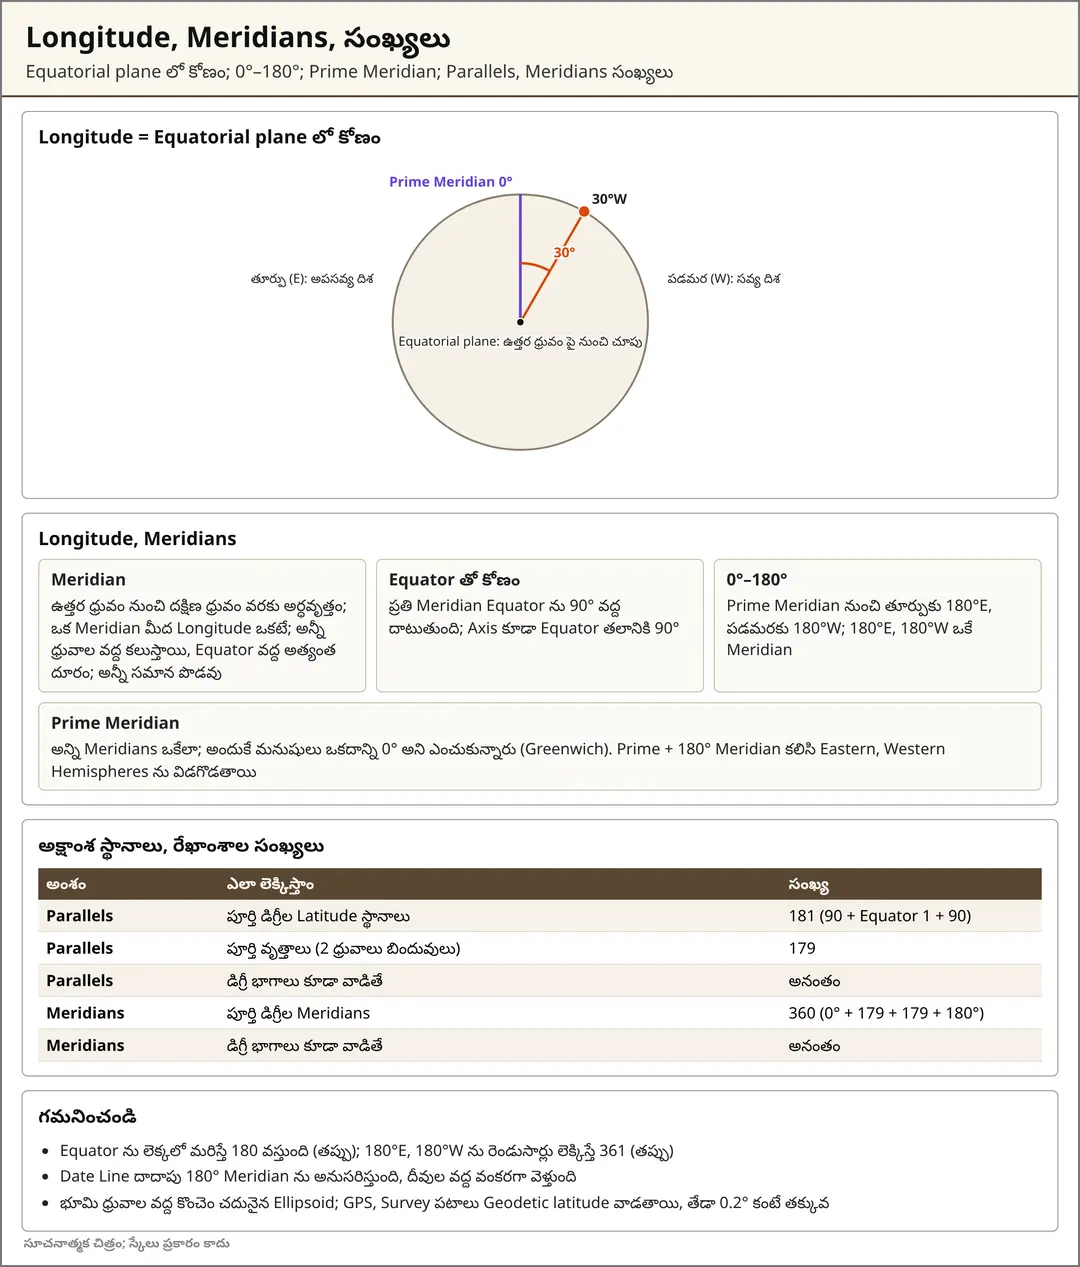 Longitude, Meridians, సంఖ్యలు
Equatorial plane లో కోణం; 0°–180°; Prime Meridian; Parallels, Meridians సంఖ్యలు
Longitude = Equatorial plane లో కోణం
Prime Meridian 0°
30°W
30°
తూర్పు (E): అపసవ్య దిశ
పడమర (W): సవ్య దిశ
Equatorial plane: ఉత్తర ధ్రువం పై నుంచి చూపు
Longitude, Meridians
Meridian
ఉత్తర ధ్రువం నుంచి దక్షిణ ధ్రువం వరకు అర్ధవృత్తం;
ఒక Meridian మీద Longitude ఒకటే; అన్నీ
ధ్రువాల వద్ద కలుస్తాయి, Equator వద్ద అత్యంత
దూరం; అన్నీ సమాన పొడవు
Equator తో కోణం
ప్రతి Meridian Equator ను 90° వద్ద
దాటుతుంది; Axis కూడా Equator తలానికి 90°
0°–180°
Prime Meridian నుంచి తూర్పుకు 180°E,
పడమరకు 180°W; 180°E, 180°W ఒకే
Meridian
Prime Meridian
అన్ని Meridians ఒకేలా; అందుకే మనుషులు ఒకదాన్ని 0° అని ఎంచుకున్నారు (Greenwich). Prime + 180° Meridian కలిసి Eastern, Western
Hemispheres ను విడగొడతాయి
అక్షాంశ స్థానాలు, రేఖాంశాల సంఖ్యలు
అంశం ఎలా లెక్కిస్తాం సంఖ్య
Parallels పూర్తి డిగ్రీల Latitude స్థానాలు 181 (90 + Equator 1 + 90)
Parallels పూర్తి వృత్తాలు (2 ధ్రువాలు బిందువులు) 179
Parallels డిగ్రీ భాగాలు కూడా వాడితే అనంతం
Meridians పూర్తి డిగ్రీల Meridians 360 (0° + 179 + 179 + 180°)
Meridians డిగ్రీ భాగాలు కూడా వాడితే అనంతం
గమనించండి
• Equator ను లెక్కలో మరిస్తే 180 వస్తుంది (తప్పు); 180°E, 180°W ను రెండుసార్లు లెక్కిస్తే 361 (తప్పు)
• Date Line దాదాపు 180° Meridian ను అనుసరిస్తుంది, దీవుల వద్ద వంకరగా వెళ్తుంది
• భూమి ధ్రువాల వద్ద కొంచెం చదునైన Ellipsoid; GPS, Survey పటాలు Geodetic latitude వాడతాయి, తేడా 0.2° కంటే తక్కువ
సూచనాత్మక చిత్రం; స్కేలు ప్రకారం కాదు